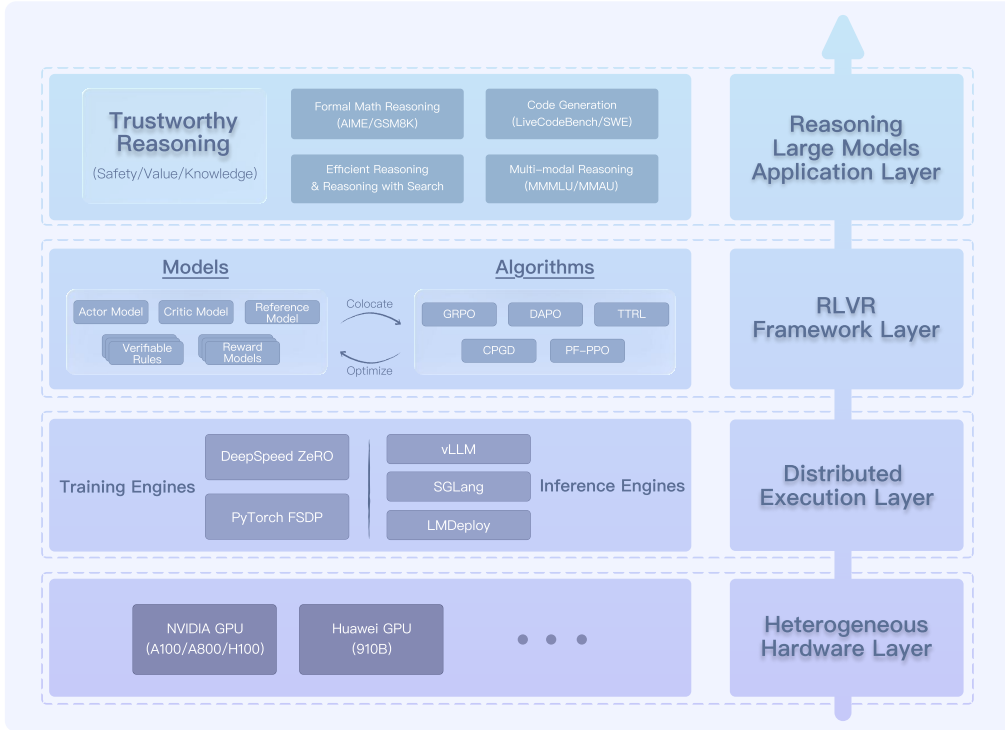 Trustworthy
Reasoning
(Safety/Value/Knowledge)
Formal Math Reasoning
(AIME/GSM8K)
Code Generation
(LiveCodeBench/SWE)
Efficient Reasoning
& Reasoning with Search
Multi-modal Reasoning
(MMMLU/MMAU)
Reasoning
Large Models
Application Layer
Models
Actor Model
Critic Model
Reference
Model
Verifiable
Rules
Reward
Models
Colocate
Optimize
Algorithms
GRPO
DAPO
TTRL
CPGD
PF-PPO
RLVR
Framework Layer
Training Engines
DeepSpeed ZeRO
PyTorch FSDP
vLLM
SGLang
LMDeploy
Inference Engines
Distributed
Execution Layer
NVIDIA GPU
(A100/A800/H100)
Huawei GPU
(910B)
Heterogeneous
Hardware Layer